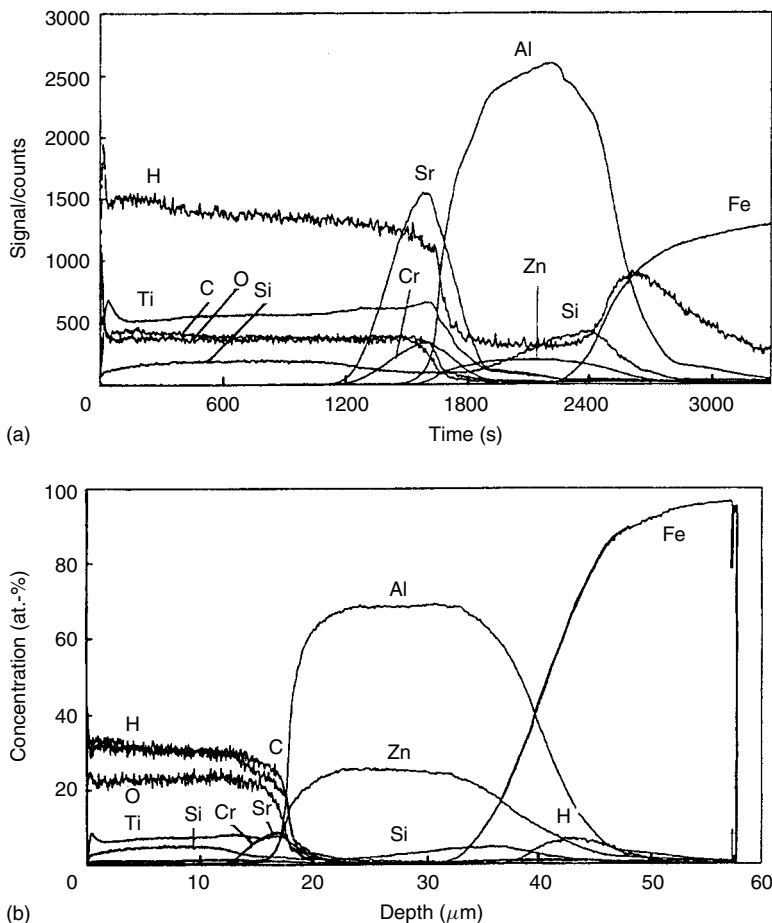 3000
2500
2000
1500
1000
500
Signal/counts
H
Ti
C
O
Si
Sr
Cr
Al
Zn
Si
Fe
0
600
1200
1800
2400
3000
Time (s)
(a)
100
80
60
40
20
0
Concentration (at.-%)
H
O
Ti
Si
Cr
Sr
C
Al
Zn
Si
H
Fe
0
10
20
30
40
50
60
Depth (μm)
(b)